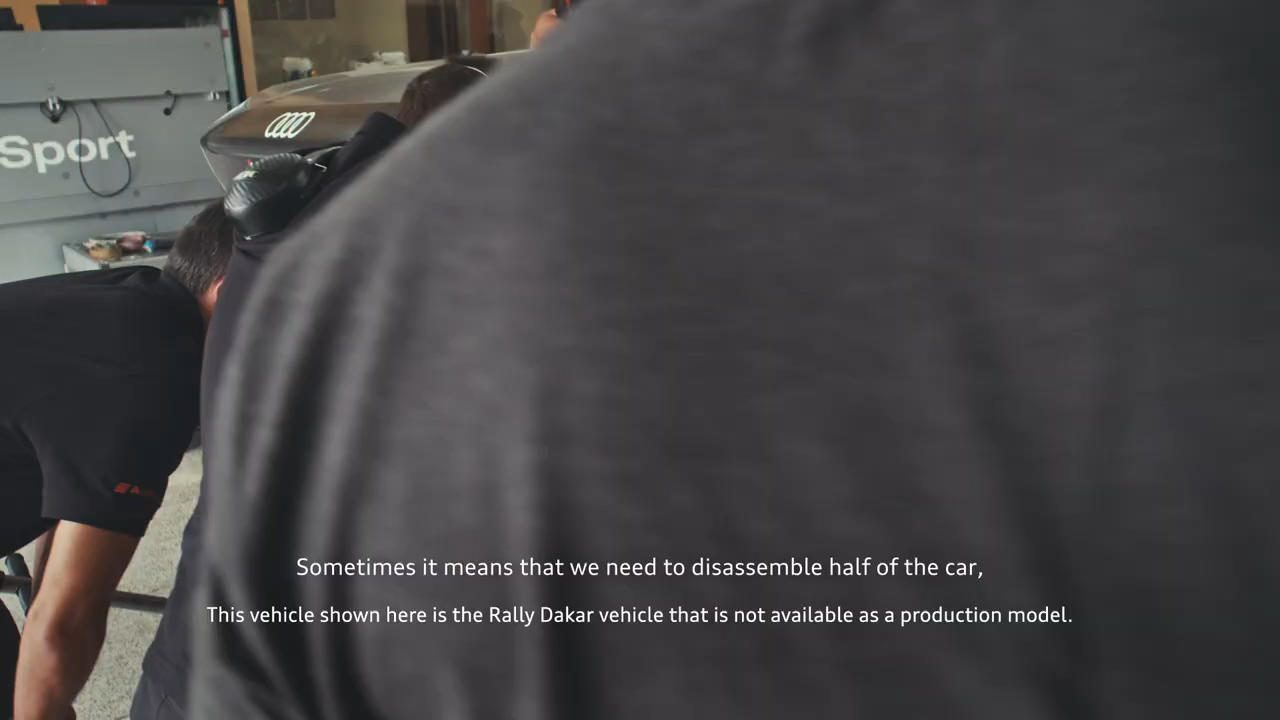 Sport
Sometimes it means that we need to disassemble half of the car,
This vehicle shown here is the Rally Dakar vehicle that is not available as a production model.